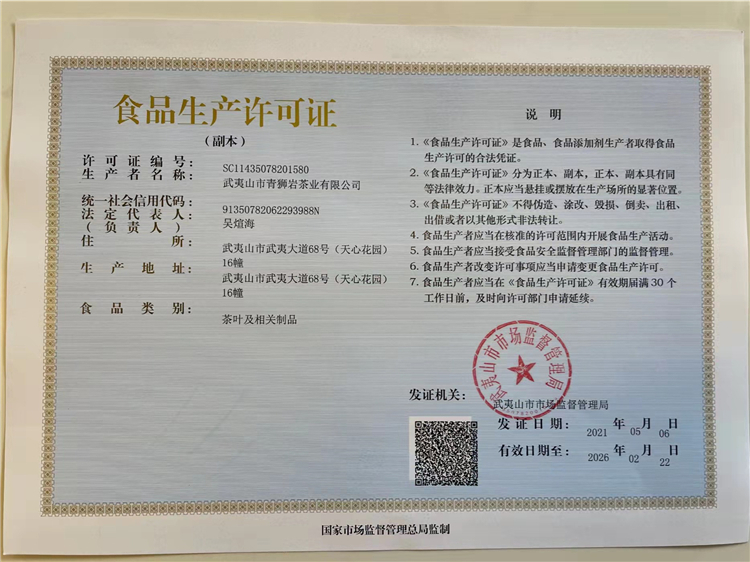 食品生产许可证
（副本）
许可证编号： SC11435078201580
生产者名称： 武夷山市青狮岩茶业有限公司
统一社会信用代码： 91350782062293988N
法定代表人： 吴煊海
（负责人）
住所： 武夷山市武夷大道68号（天心花园）
16幢
生产地址： 武夷山市武夷大道68号（天心花园）
16幢
食品类别： 茶叶及相关制品
说 明
1. 《食品生产许可证》是食品、食品添加剂生产者取得食品
生产许可的合法凭证。
2. 《食品生产许可证》分为正本、副本，正本、副本具有同
等法律效力。正本应当悬挂或摆放在生产场所的显著位置。
3. 《食品生产许可证》不得伪造、涂改、毁损、倒卖、出租、
出借或者以其他形式非法转让。
4. 食品生产者应当在核准的许可范围内开展食品生产活动。
5. 食品生产者应当接受食品安全监督管理部门的监督管理。
6. 食品生产者改变许可事项应当申请变更食品生产许可。
7. 食品生产者应当在《食品生产许可证》有效期届满 30 个
工作日前，及时向许可部门申请延续。
武夷山市市场监督管理局
发证机关： 武夷山市市场监督管理局
发证日期： 2021 年 05 月 06 日
有效日期至： 2026 年 02 月 22 日
国家市场监督管理总局监制